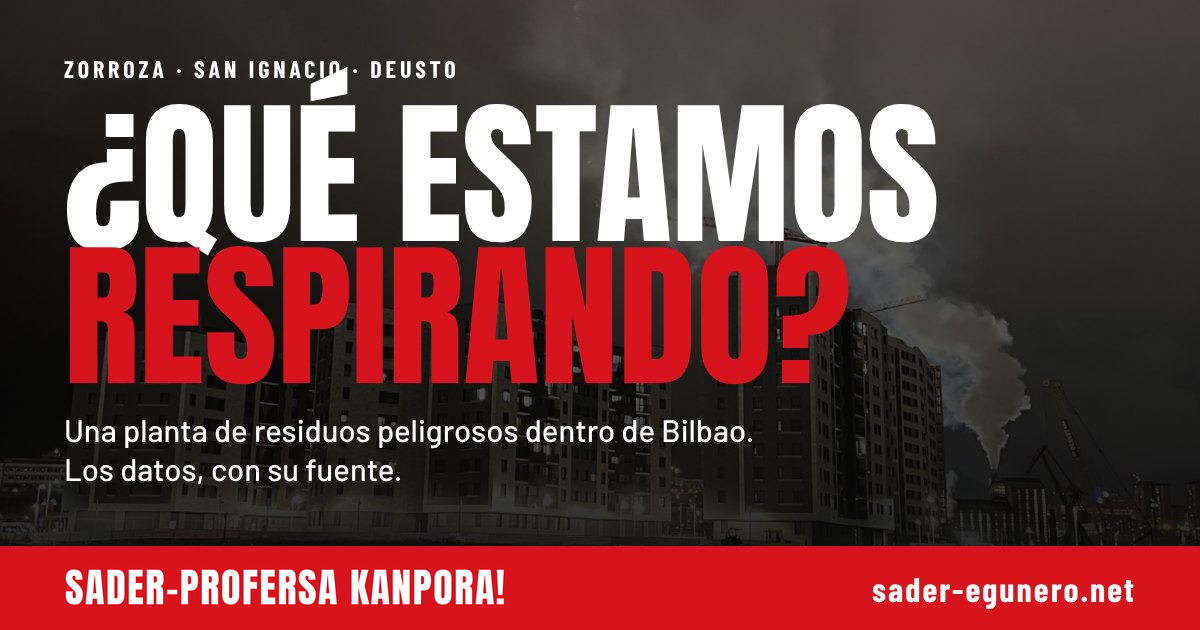 ZORROZA · SAN IGNACIO · DEUSTO
¿QUÉ ESTAMOS
RESPIRANDO?
Una planta de residuos peligrosos dentro de Bilbao.
Los datos, con su fuente.
SADER-PROFERSA KANPORA!
sader-egunero.net